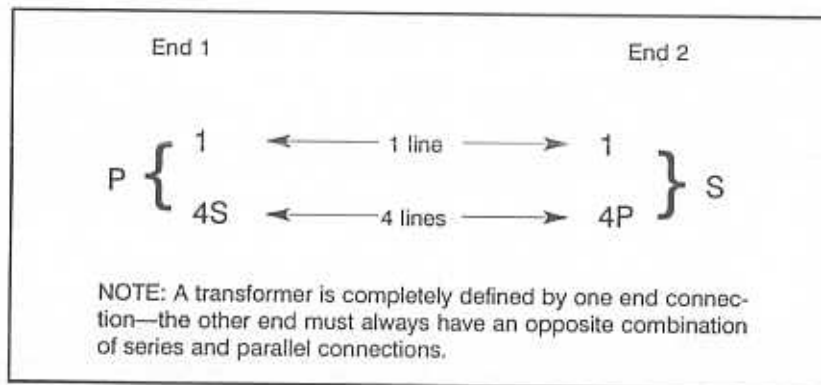 End 1 End 2
1 1 line 1
P { } S
4S 4 lines 4P
NOTE: A transformer is completely defined by one end connec-
tion—the other end must always have an opposite combination
of series and parallel connections.